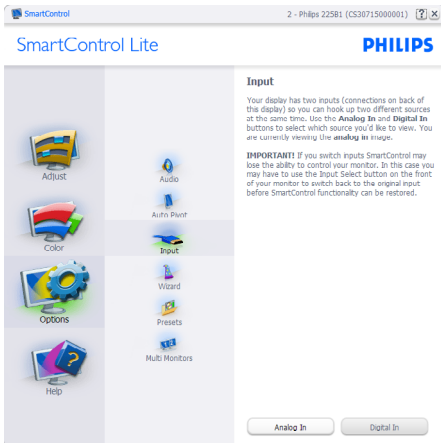 SmartControl
2 - Philips 225B1 (CS30715000001)
SmartControl Lite
PHILIPS
Adjust
Color
Options
Help
Audio
Auto Pivot
Input
Wizard
Presets
Multi Monitors
Input
Your display has two inputs (connections on back of
this display) so you can hook up two different sources
at the same time. Use the Analog In and Digital In
buttons to select which source you'd like to view. You
are currently viewing the analog in image.
IMPORTANT! If you switch inputs SmartControl may
lose the ability to control your monitor. In this case you
may have to use the Input Select button on the front
of your monitor to switch back to the original input
before SmartControl functionality can be restored.
Analog In
Digital In